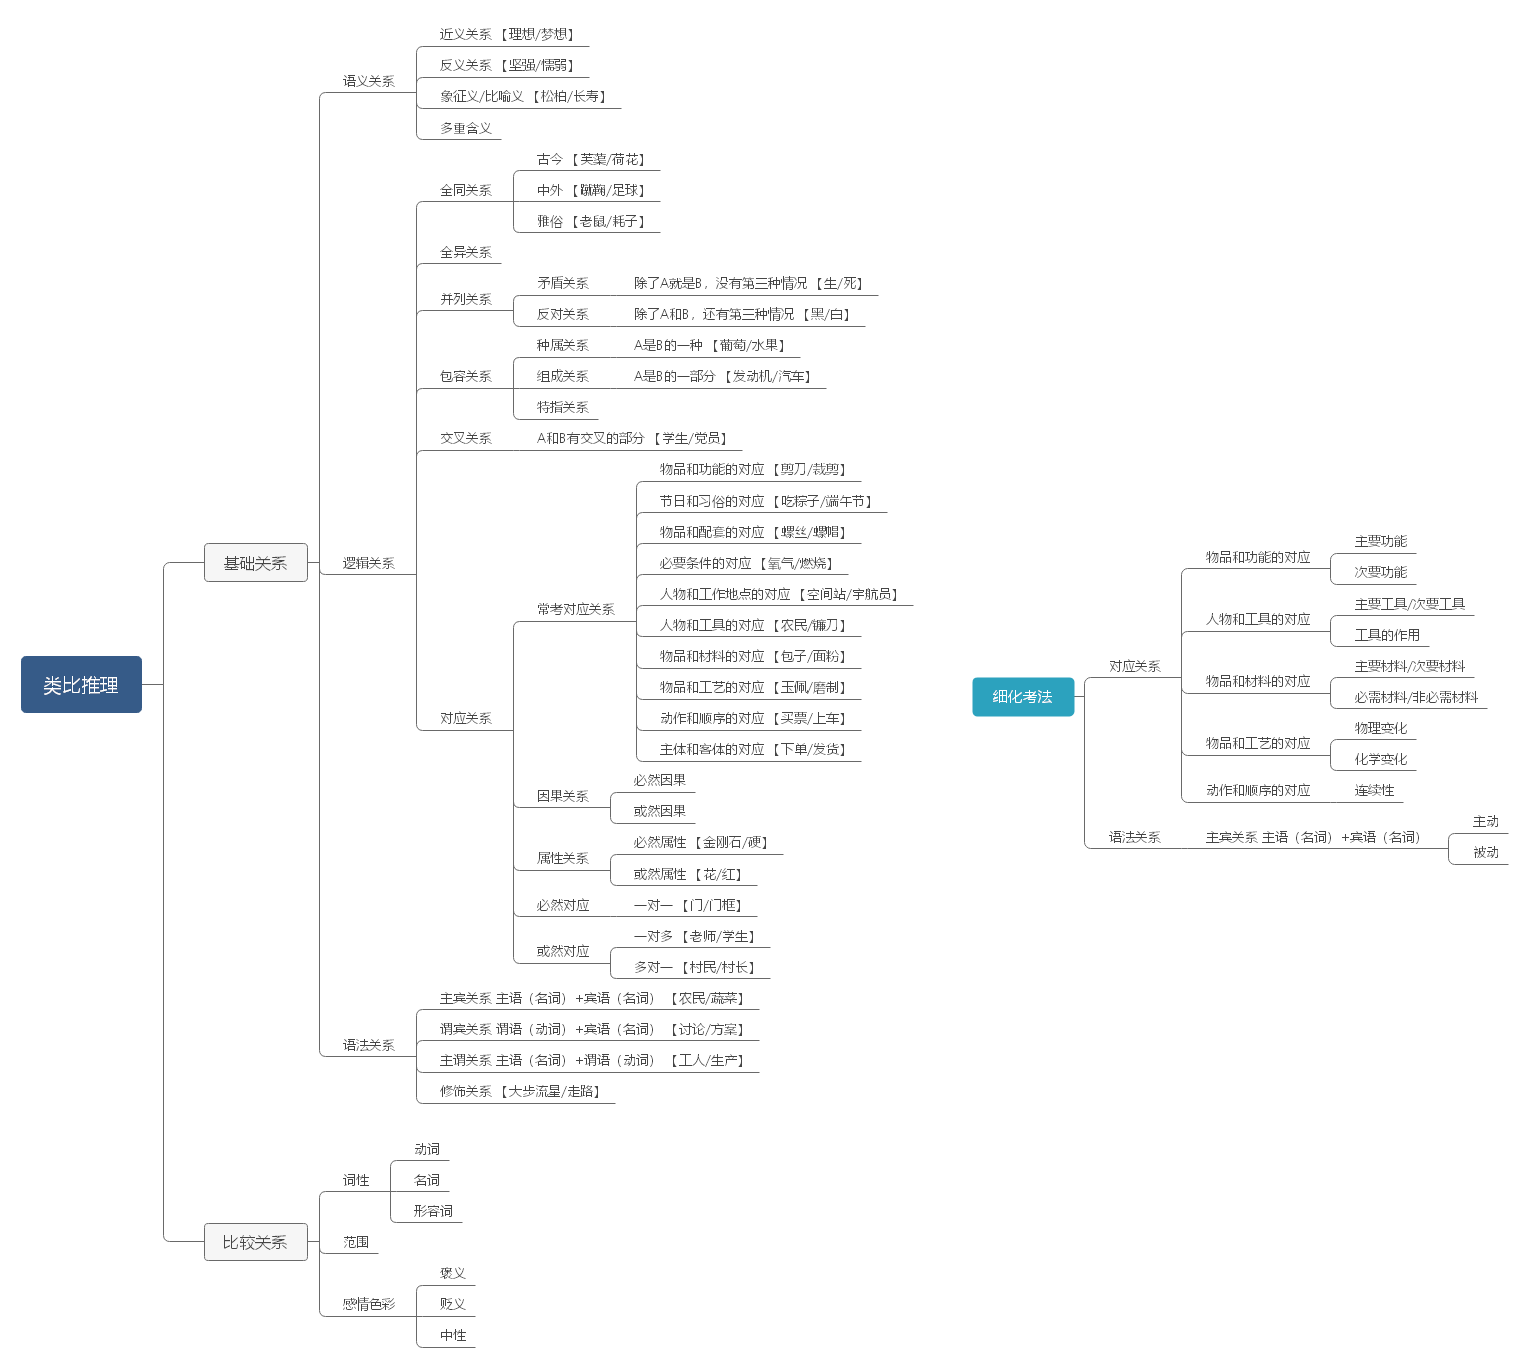 类比推理
基础关系
语义关系
近义关系 【理想/梦想】
反义关系 【坚强/懦弱】
象征义/比喻义 【松柏/长寿】
多重含义
逻辑关系
全同关系
古今 【芙蕖/荷花】
中外 【蹴鞠/足球】
雅俗 【老鼠/耗子】
全异关系
并列关系
矛盾关系
除了A就是B，没有第三种情况 【生/死】
反对关系
除了A和B，还有第三种情况 【黑/白】
包容关系
种属关系
A是B的一种 【葡萄/水果】
组成关系
A是B的一部分 【发动机/汽车】
特指关系
交叉关系
A和B有交叉的部分 【学生/党员】
对应关系
常考对应关系
物品和功能的对应 【剪刀/裁剪】
节日和习俗的对应 【吃粽子/端午节】
物品和配套的对应 【螺丝/螺帽】
必要条件的对应 【氧气/燃烧】
人物和工作地点的对应 【空间站/宇航员】
人物和工具的对应 【农民/镰刀】
物品和材料的对应 【包子/面粉】
物品和工艺的对应 【玉佩/磨制】
动作和顺序的对应 【买票/上车】
主体和客体的对应 【下单/发货】
因果关系
必然因果
或然因果
属性关系
必然属性 【金刚石/硬】
或然属性 【花/红】
必然对应
一对一 【门/门框】
或然对应
一对多 【老师/学生】
多对一 【村民/村长】
语法关系
主宾关系 主语（名词）+宾语（名词） 【农民/蔬菜】
谓宾关系 谓语（动词）+宾语（名词） 【讨论/方案】
主谓关系 主语（名词）+谓语（动词） 【工人/生产】
修饰关系 【大步流星/走路】
比较关系
词性
动词
名词
形容词
范围
感情色彩
褒义
贬义
中性
细化考法
对应关系
物品和功能的对应
主要功能
次要功能
人物和工具的对应
主要工具/次要工具
工具的作用
物品和材料的对应
主要材料/次要材料
必需材料/非必需材料
物品和工艺的对应
物理变化
化学变化
动作和顺序的对应
连续性
语法关系
主宾关系 主语（名词）+宾语（名词）
主动
被动